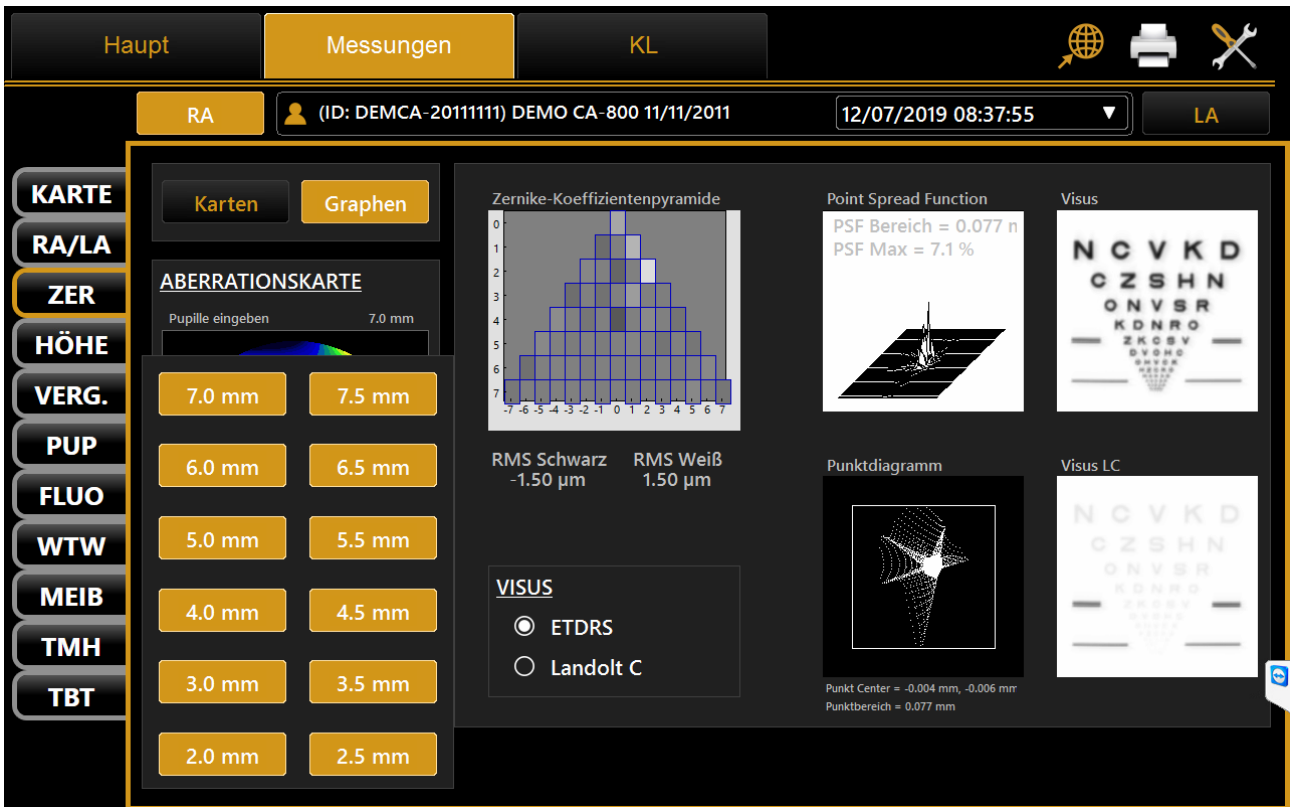 Haupt
Messungen
KL
RA
(ID: DEMCA-20111111) DEMO CA-800 11/11/2011
12/07/2019 08:37:55
LA
KARTE
RA/LA
ZER
HÖHE
VERG.
PUP
FLUO
WTW
MEIB
TMH
TBT
Karten
Graphen
ABERRATIONSKARTE
Pupille eingeben
7.0 mm
7.0 mm
7.5 mm
6.0 mm
6.5 mm
5.0 mm
5.5 mm
4.0 mm
4.5 mm
3.0 mm
3.5 mm
2.0 mm
2.5 mm
Zernike-Koeffizientenpyramide
0
1
2
3
4
5
6
7
-7 -6 -5 -4 -3 -2 -1 0 1 2 3 4 5 6 7
RMS Schwarz
-1.50 µm
RMS Weiß
1.50 µm
VISUS
ETDRS
Landolt C
Point Spread Function
PSF Bereich = 0.077 
PSF Max = 7.1 %
Punktdiagramm
Punkt Center = -0.004 mm, -0.006 mm
Punktbereich = 0.077 mm
Visus
N C V K D
C Z S H N
O N V S R
K D N R O
Z K C S V
D V O H C
Visus LC
N C V K D
C Z S H N
O N V S R
K D N R O